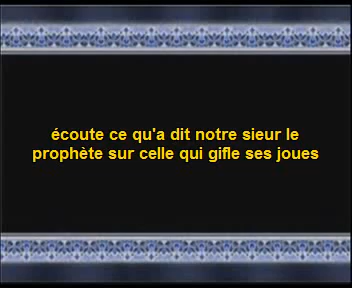 écoute ce qu'a dit notre sieur le
prophète sur celle qui gifle ses joues